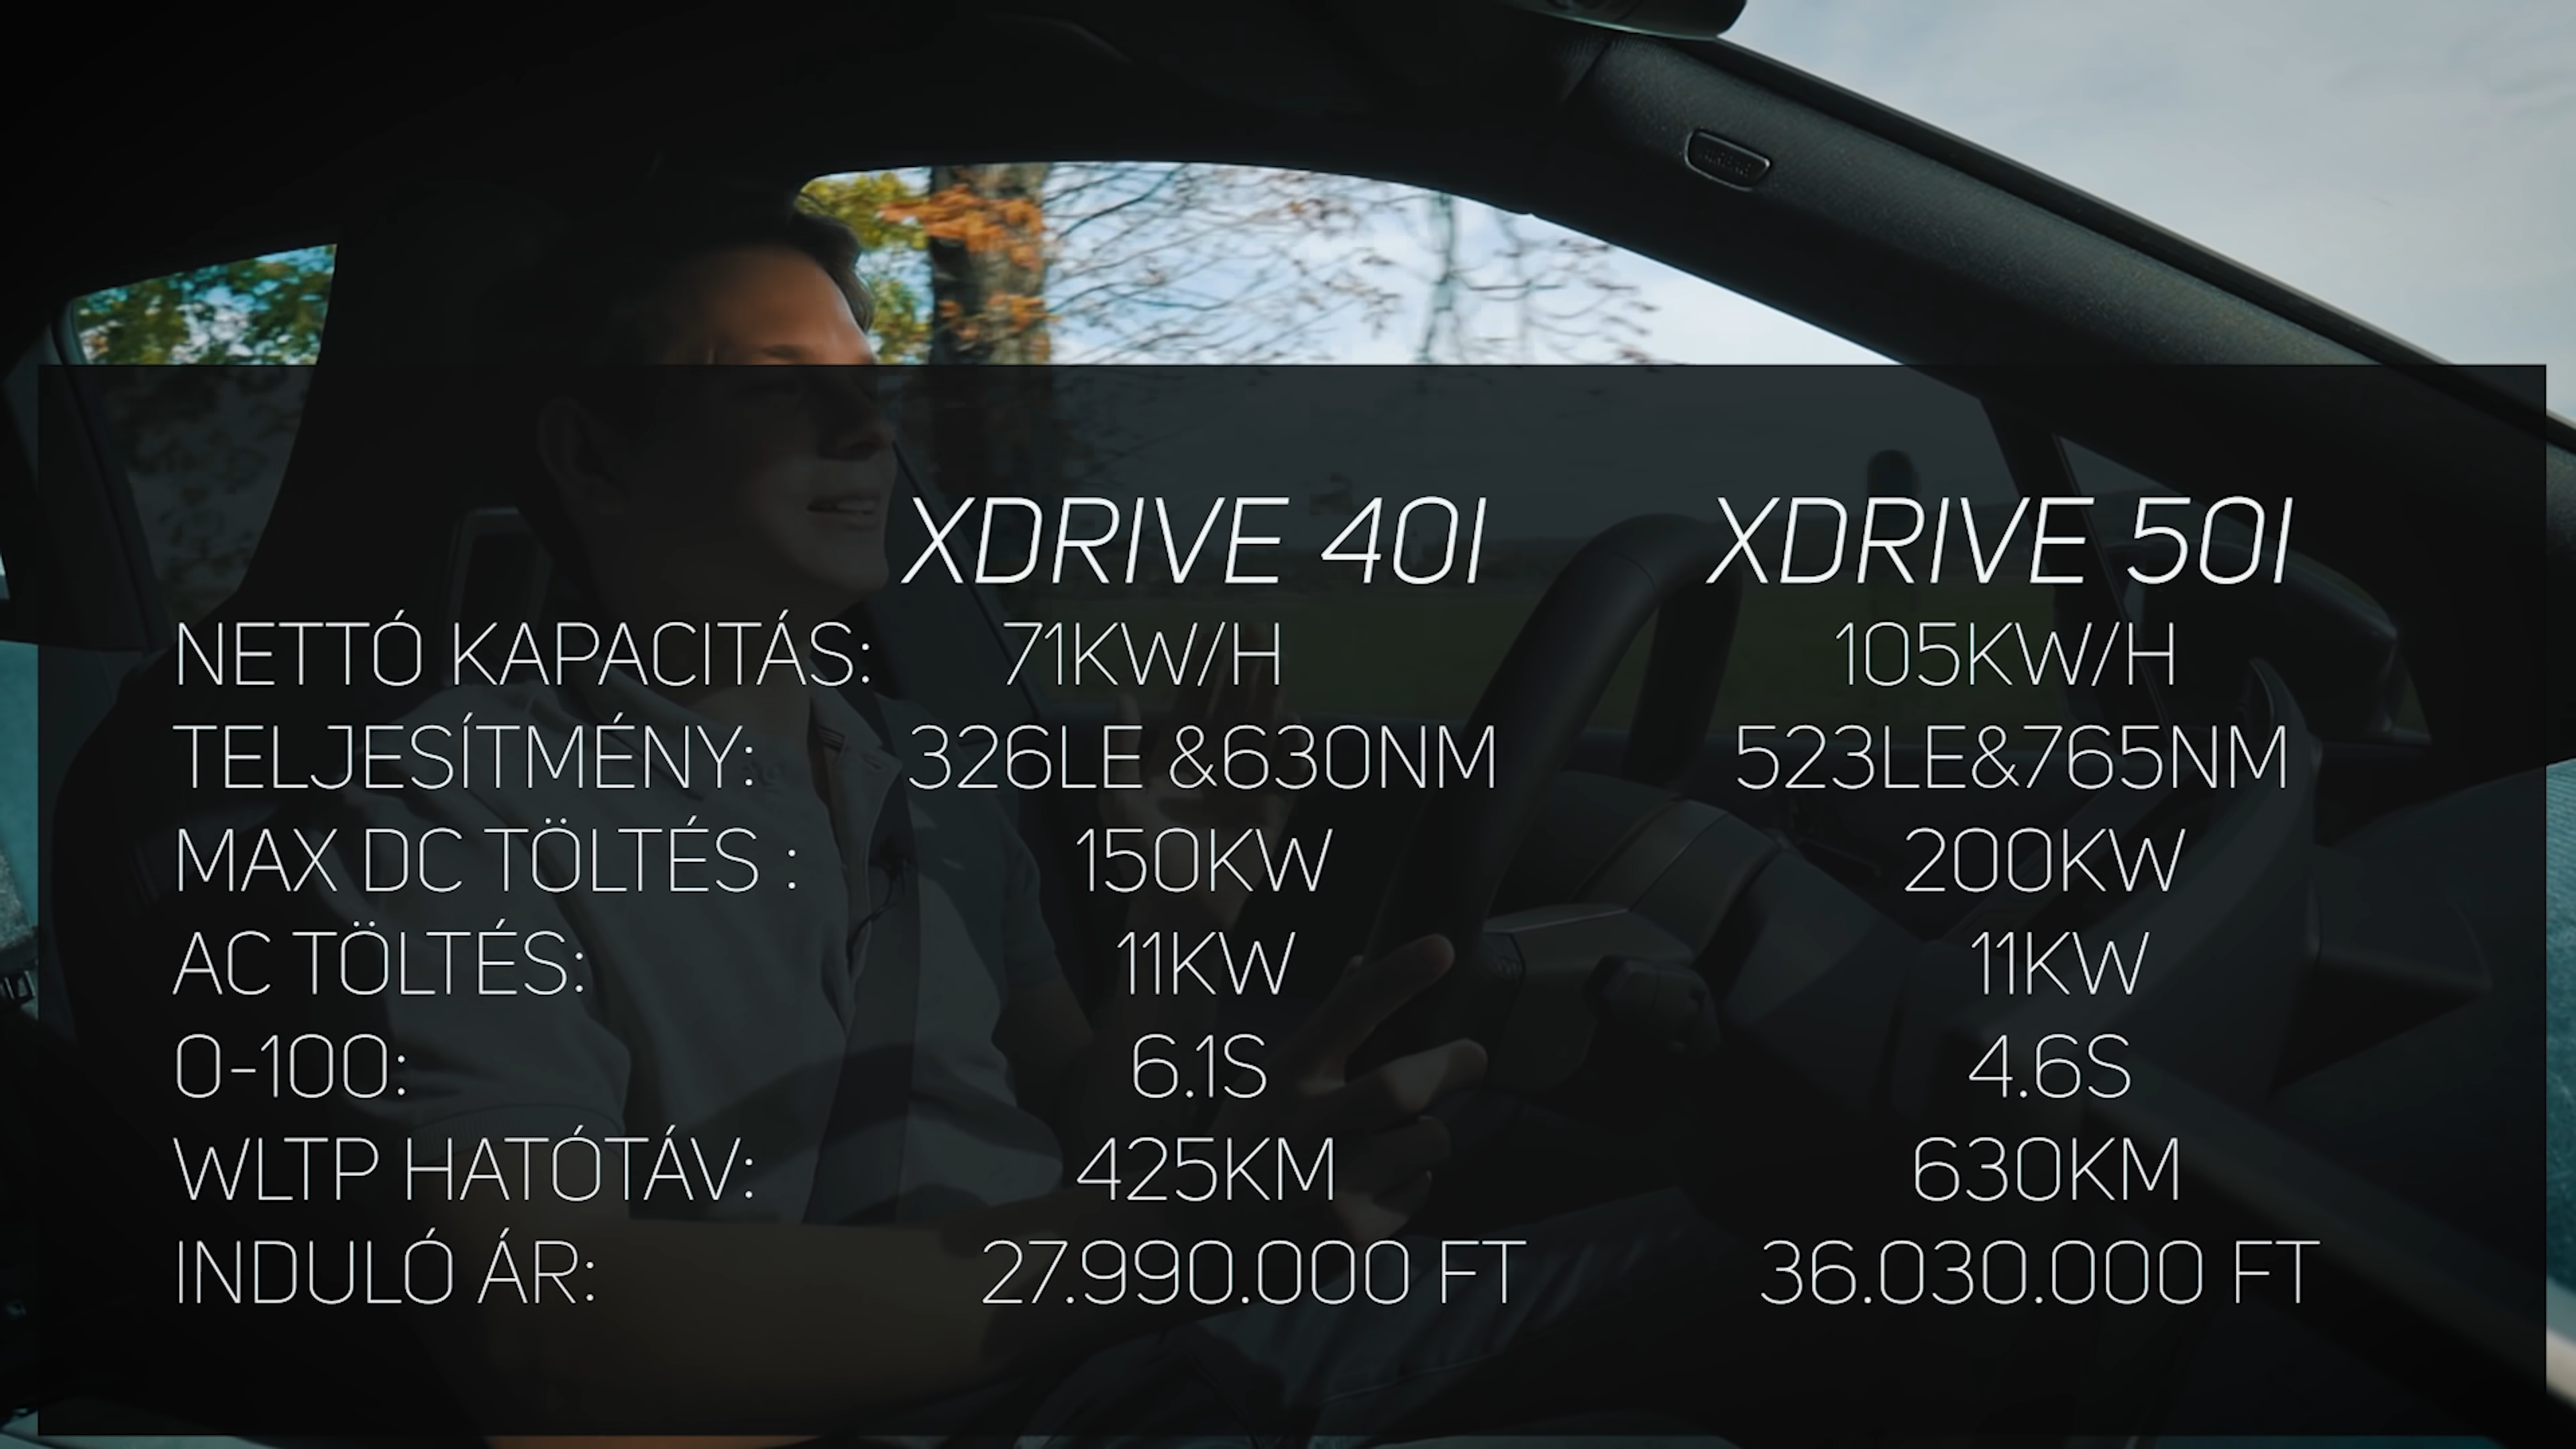 XDRIVE 40I XDRIVE 50I
NETTÓ KAPACITÁS: 71KW/H 105KW/H
TELJESÍTMÉNY: 326LE &630NM 523LE&765NM
MAX DC TÖLTÉS : 150KW 200KW
AC TÖLTÉS: 11KW 11KW
0-100: 6.1S 4.6S
WLTP HATÓTÁV: 425KM 630KM
INDULÓ ÁR: 27.990.000 FT 36.030.000 FT